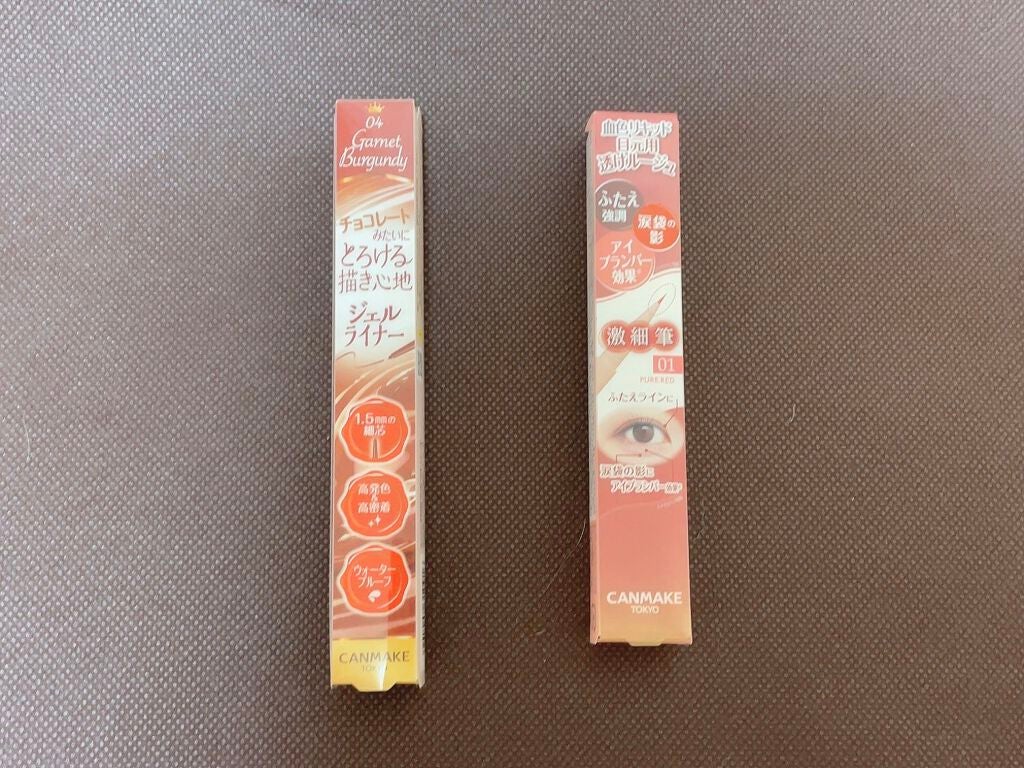 04
Garnet
Burgundy
チョコレート
みたいに
とろける
描き心地
ジェル
ライナー
1.5mmの
細芯
高発色
&
高密着
ウォーター
プルーフ
CANMAKE
血色リキッド
目元用
透けルージュ
ふたえ
強調
涙袋の
影
アイ
プランパー
効果
激細筆
01
PURE RED
ふたえラインに
涙袋の影に
アイプランパー効果
CANMAKE
TOKYO